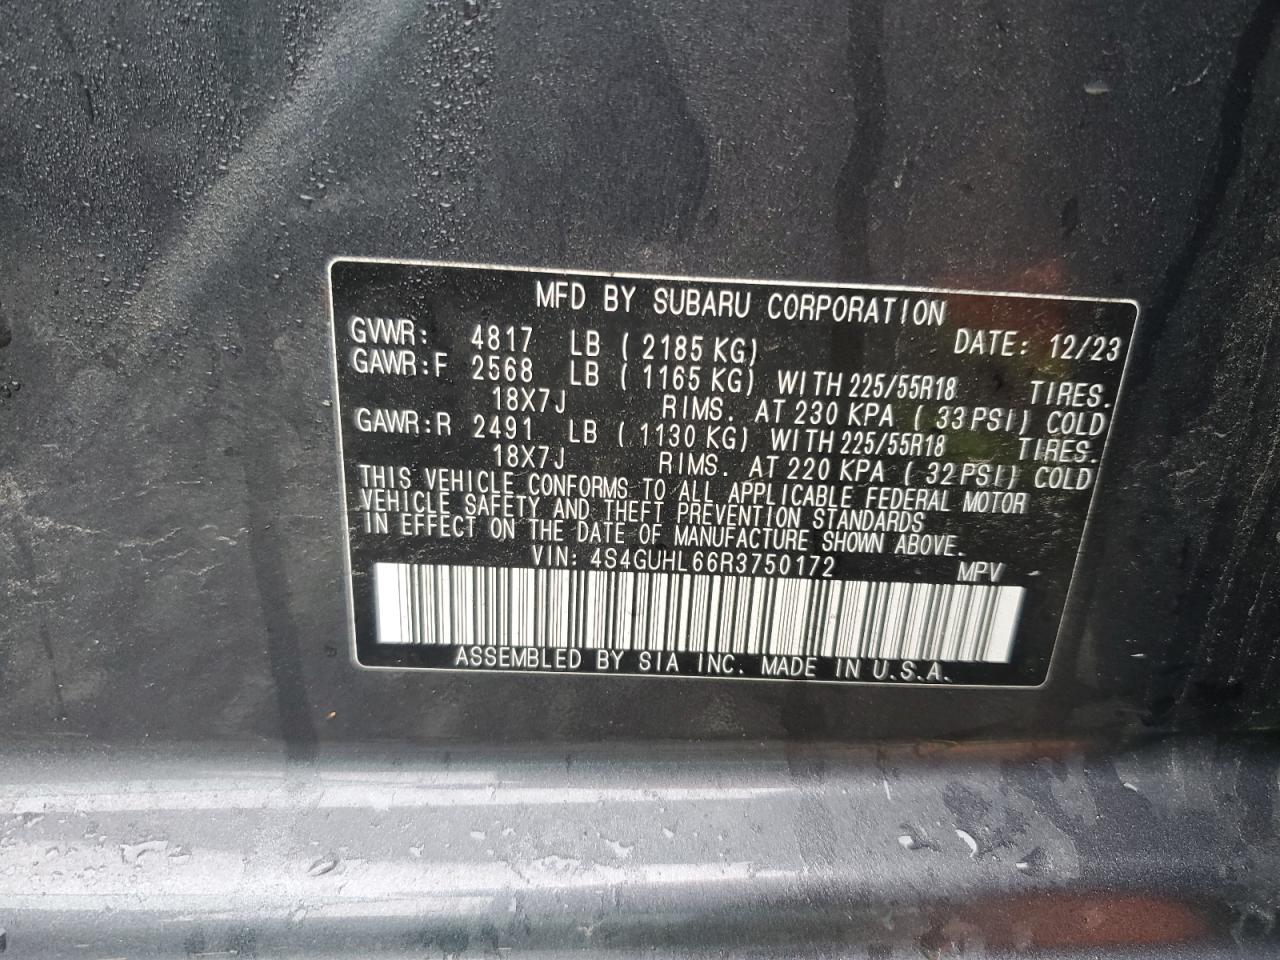 MFD BY SUBARU CORPORATION
GVWR: 4817 LB ( 2185 KG) DATE: 12/23
GAWR:F 2568 LB ( 1165 KG) WITH 225/55R18 TIRES.
18X7J RIMS. AT 230 KPA ( 33 PSI) COLD
GAWR:R 2491 LB ( 1130 KG) WITH 225/55R18 TIRES.
18X7J RIMS. AT 220 KPA ( 32 PSI) COLD
THIS VEHICLE CONFORMS TO ALL APPLICABLE FEDERAL MOTOR
VEHICLE SAFETY AND THEFT PREVENTION STANDARDS
IN EFFECT ON THE DATE OF MANUFACTURE SHOWN ABOVE.
VIN: 4S4GUHL66R3750172 MPV
ASSEMBLED BY SIA INC. MADE IN U.S.A.